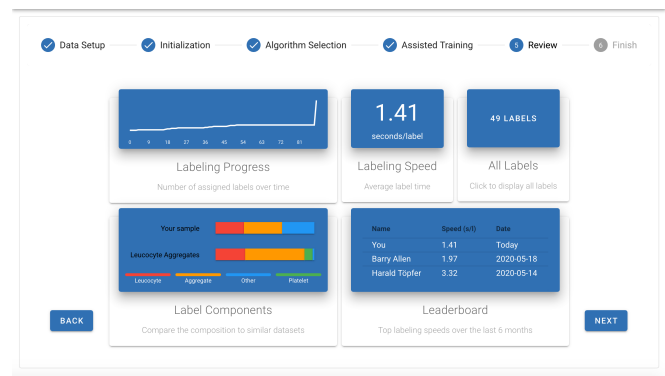 Data Setup
Initialization
Algorithm Selection
Assisted Training
5 Review
6 Finish
0 9 18 27 36 45 54 63 72 81
Labeling Progress
Number of assigned labels over time
1.41
seconds/label
Labeling Speed
Average label time
49 LABELS
All Labels
Click to display all labels
Your sample
Leucocyte Aggregates
Leucocyte Aggregate Other Platelet
Label Components
Compare the composition to similar datasets
Name Speed (s/l) Date
You 1.41 Today
Barry Allen 1.97 2020-05-18
Harald Töpfer 3.32 2020-05-14
Leaderboard
Top labeling speeds over the last 6 months
BACK
NEXT